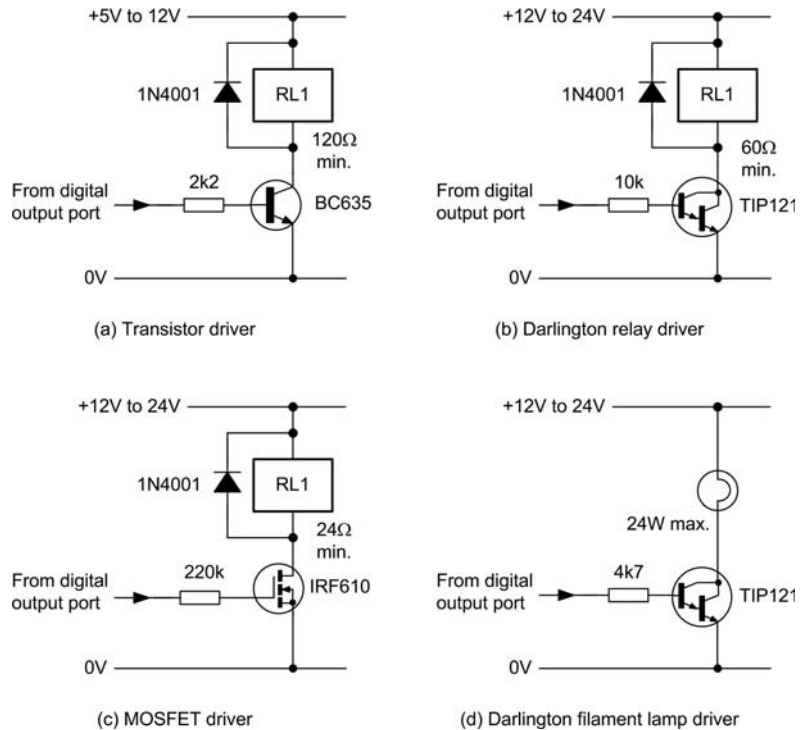 +5V to 12V
1N4001
RL1
120Ω
min.
From digital
output port
2k2
BC635
0V
(a) Transistor driver
+12V to 24V
1N4001
RL1
60Ω
min.
From digital
output port
10k
TIP121
0V
(b) Darlington relay driver
+12V to 24V
1N4001
RL1
24Ω
min.
From digital
output port
220k
IRF610
0V
(c) MOSFET driver
+12V to 24V
24W max.
From digital
output port
4k7
TIP121
0V
(d) Darlington filament lamp driver